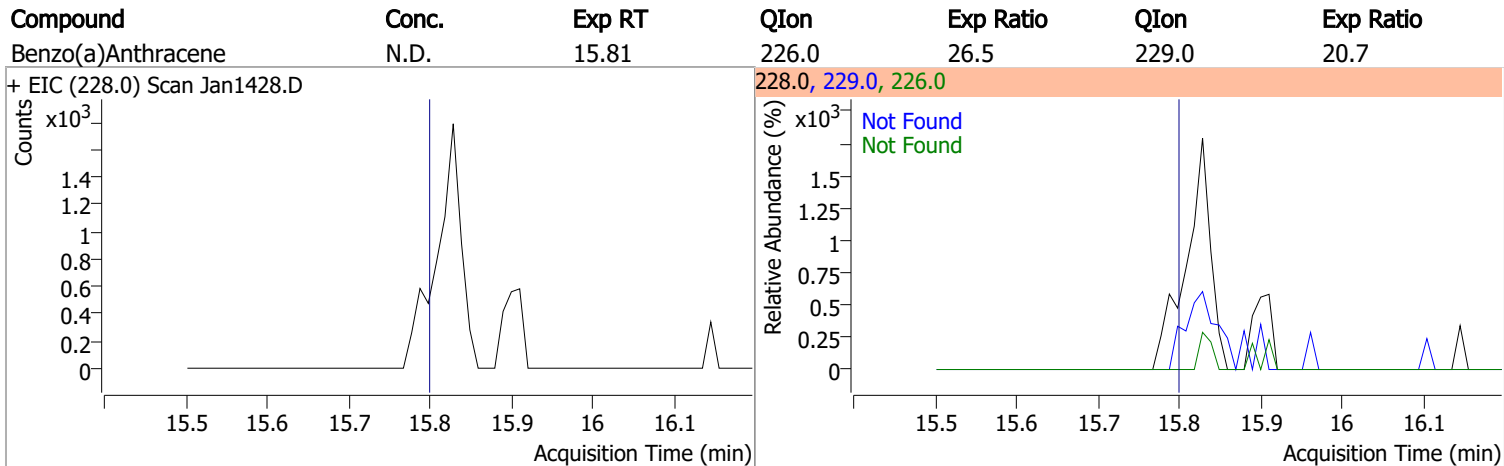 Compound Conc. Exp RT QIon Exp Ratio QIon Exp Ratio
Benzo(a)Anthracene N.D. 15.81 226.0 26.5 229.0 20.7
+ EIC (228.0) Scan Jan1428.D
Counts
x10³
1.4
1.2
1
0.8
0.6
0.4
0.2
0
15.5 15.6 15.7 15.8 15.9 16 16.1
Acquisition Time (min)
228.0, 229.0, 226.0
Relative Abundance (%)
x10³
Not Found
Not Found
1.5
1.25
1
0.75
0.5
0.25
0
15.5 15.6 15.7 15.8 15.9 16 16.1
Acquisition Time (min)